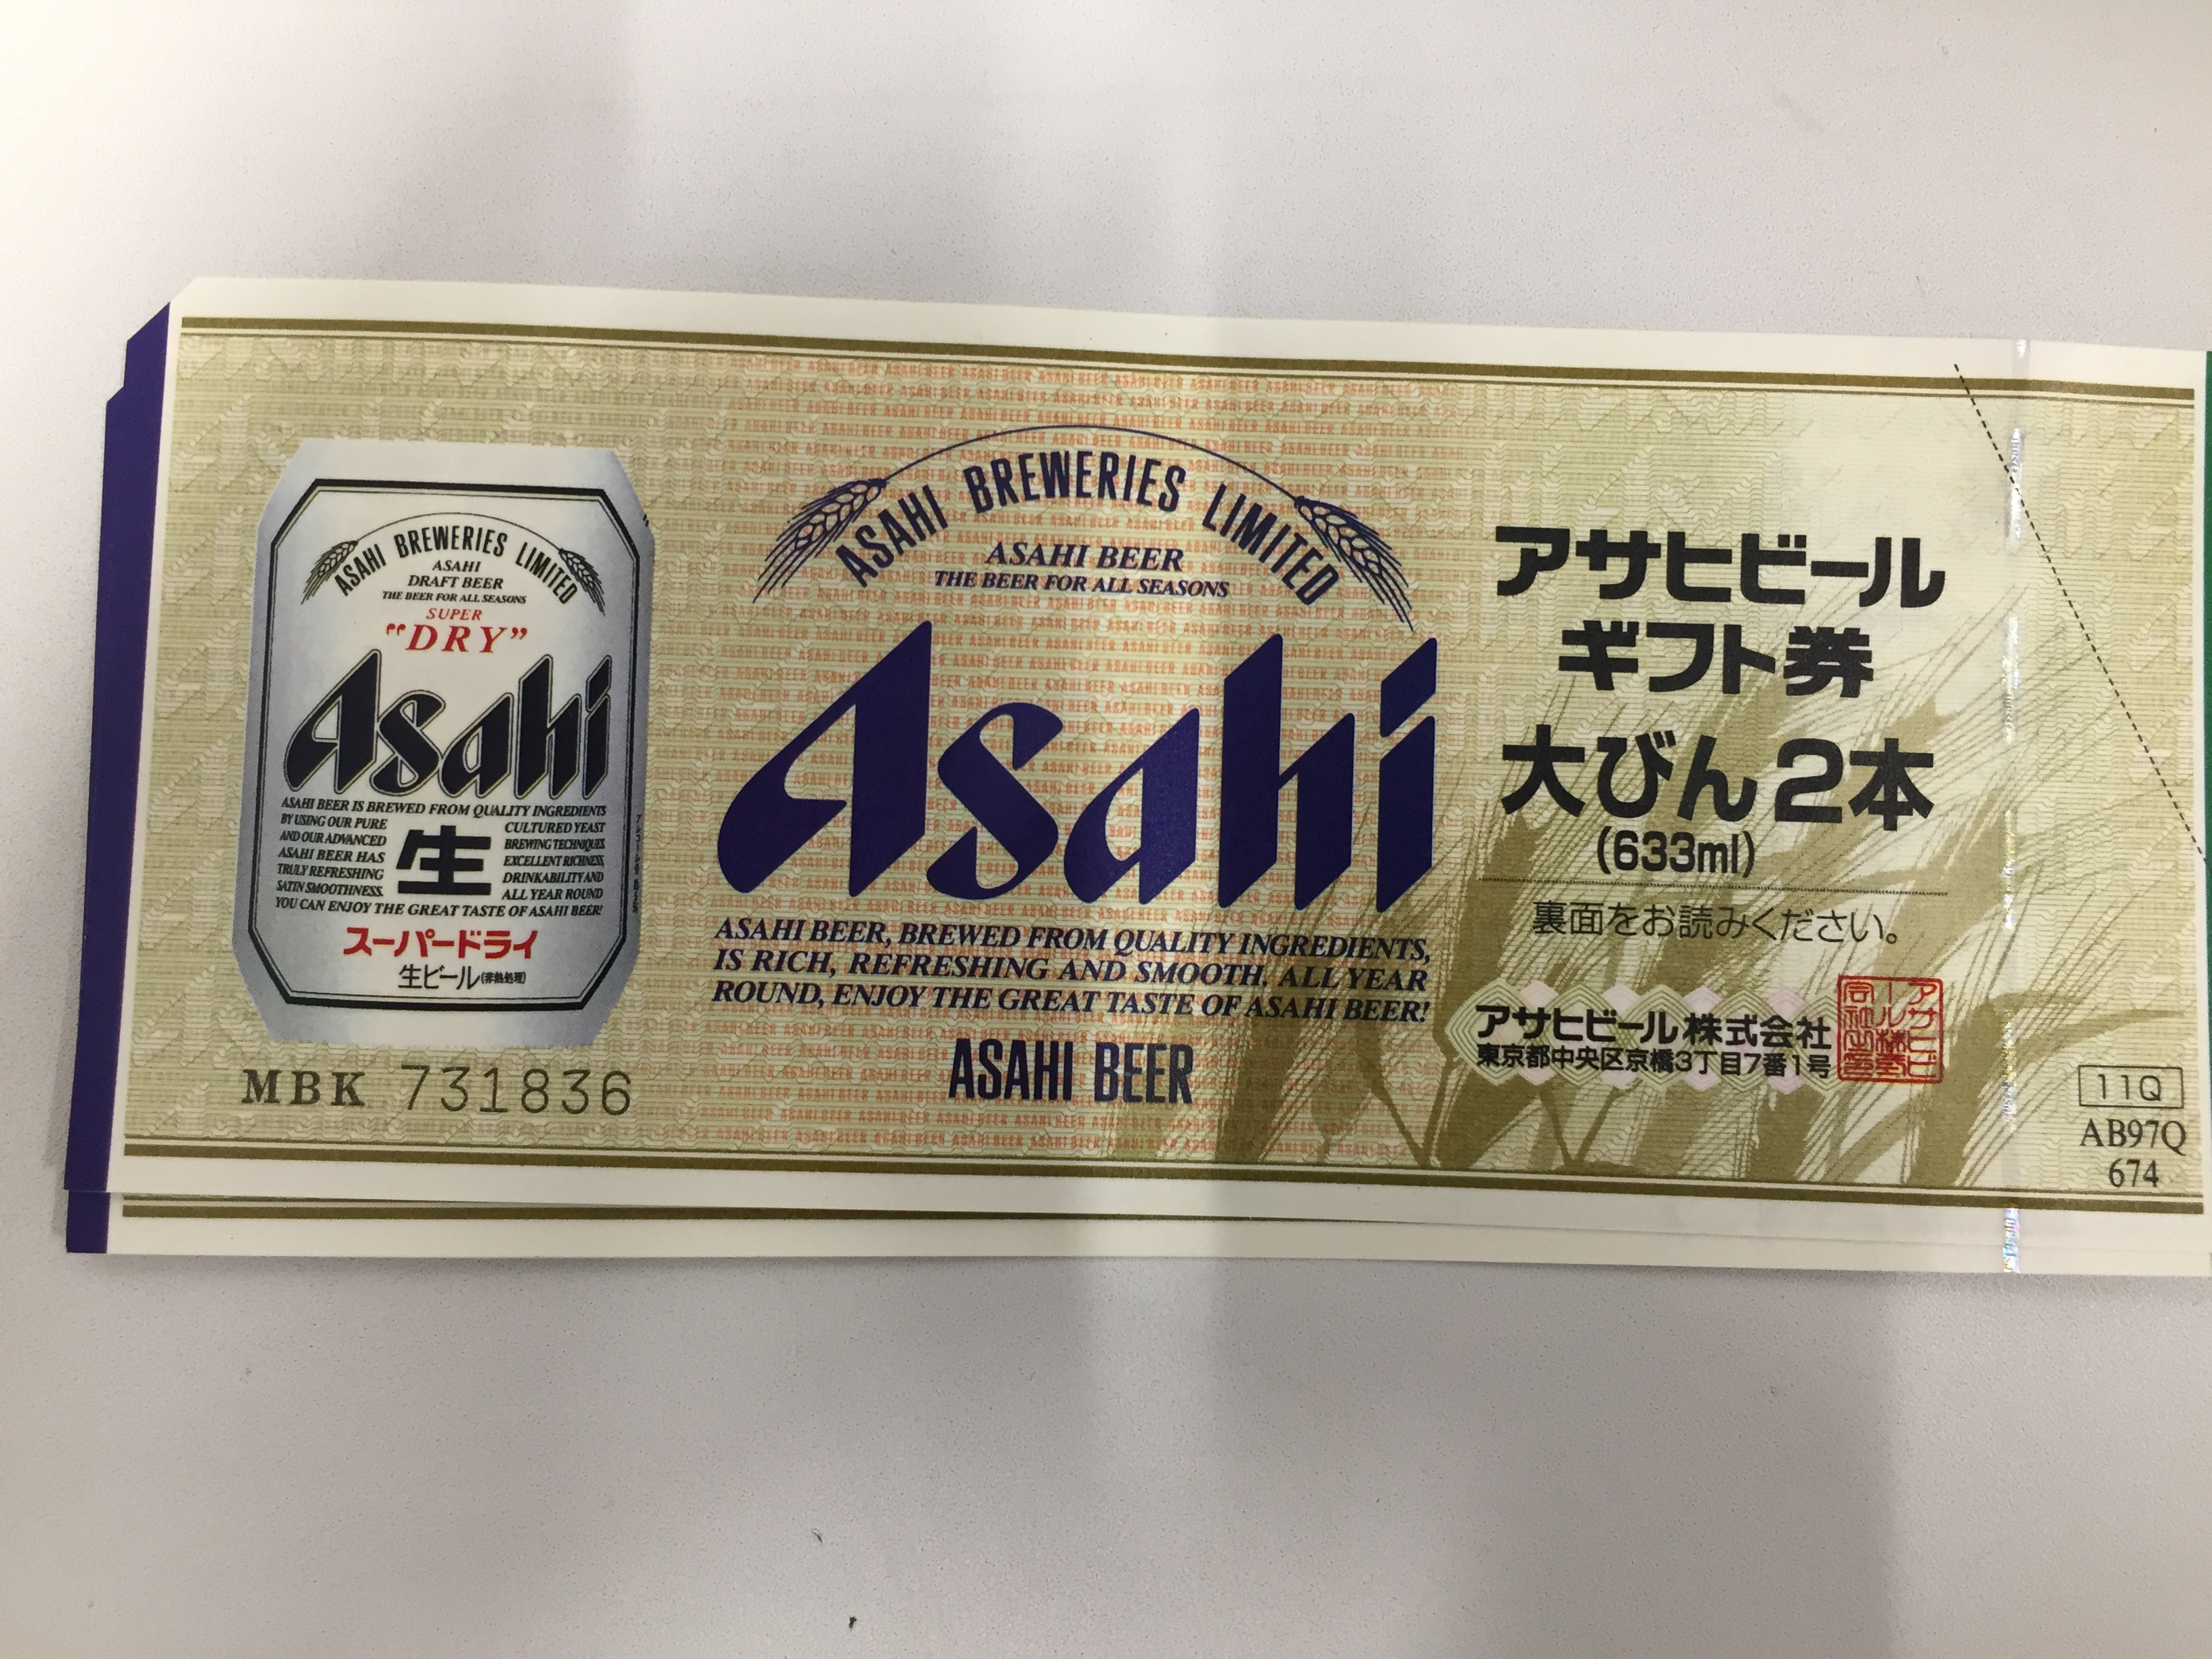 ASAHI BREWERIES LIMITED
ASAHI
DRAFT BEER
THE BEER FOR ALL SEASONS
SUPER
"DRY"
Asahi
ASAHI BEER IS BREWED FROM QUALITY INGREDIENTS
BY USING OUR PURE CULTURED YEAST
AND OUR ADVANCED BREWING TECHNIQUES
ASAHI BEER HAS EXCELLENT RICHNESS,
TRULY REFRESHING DRINKABILITY AND
SATIN SMOOTHNESS. ALL YEAR ROUND
生
YOU CAN ENJOY THE GREAT TASTE OF ASAHI BEER!
スーパードライ
生ビール(非熱処理)
MBK 731836
ASAHI BREWERIES LIMITED
ASAHI BEER
THE BEER FOR ALL SEASONS
Asahi
ASAHI BEER, BREWED FROM QUALITY INGREDIENTS,
IS RICH, REFRESHING AND SMOOTH. ALL YEAR
ROUND, ENJOY THE GREAT TASTE OF ASAHI BEER!
ASAHI BEER
アサヒビール
ギフト券
大びん2本
(633ml)
裏面をお読みください。
アサヒビール株式会社
東京都中央区京橋3丁目7番1号
11Q
AB97Q
674